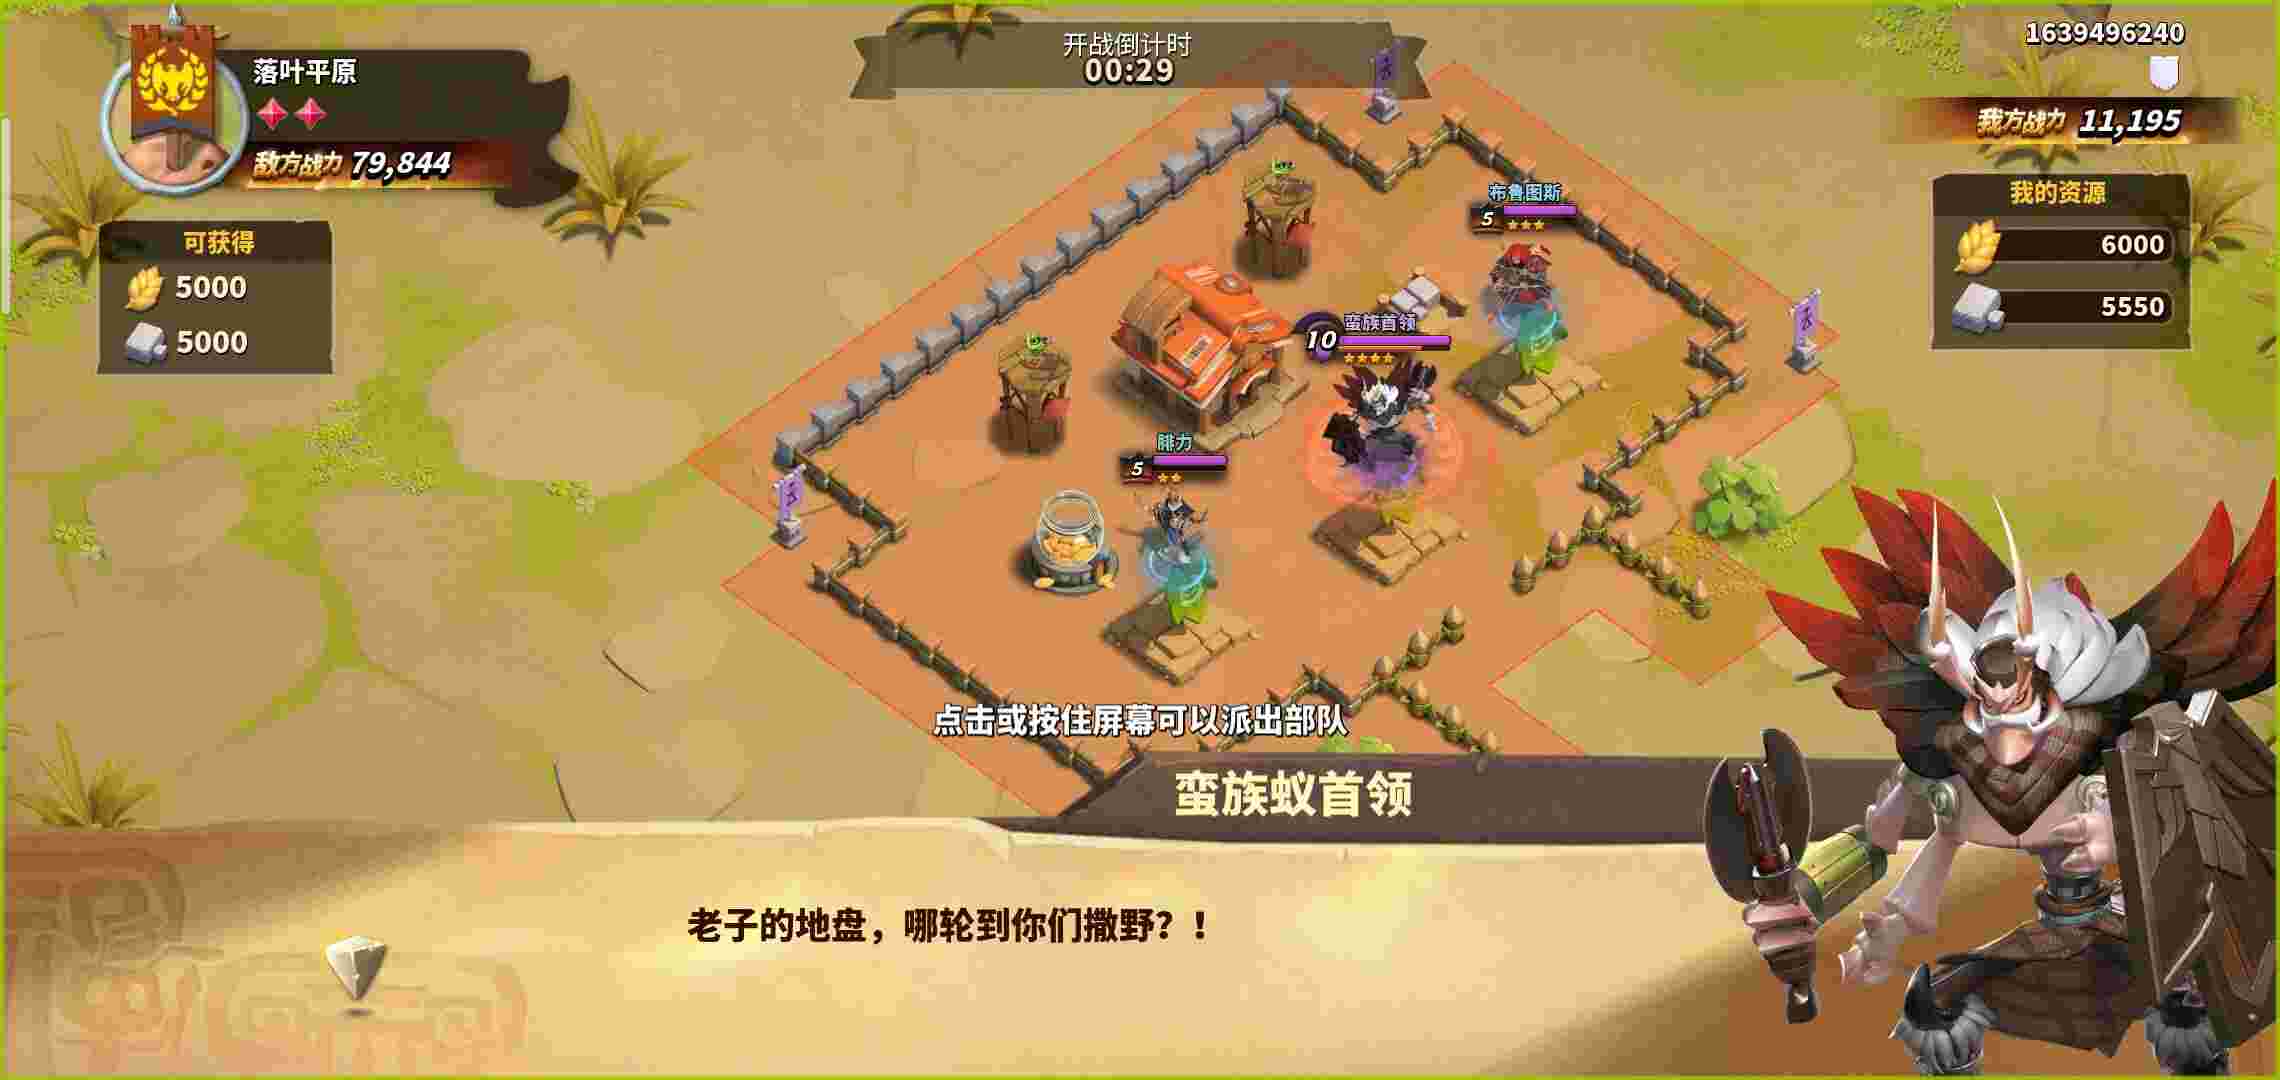 落叶平原
敌方战力 79,844
可获得
5000
5000
开战倒计时
00:29
1639496240
我方战力 11,195
我的资源
6000
5550
布鲁图斯
5
蛮族首领
10
腓力
5
点击或按住屏幕可以派出部队
蛮族蚁首领
老子的地盘，哪轮到你们撒野？！